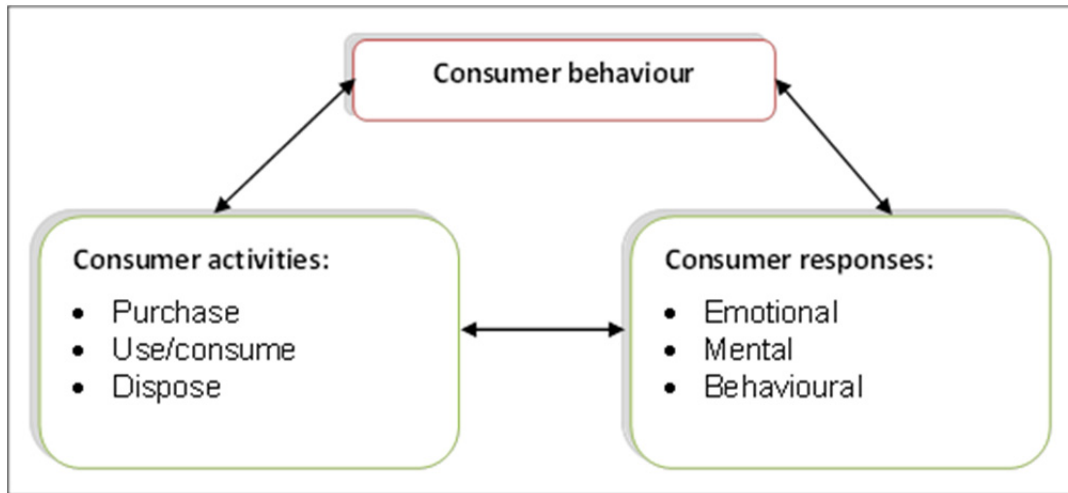 Consumer behaviour
Consumer activities:
• Purchase
• Use/consume
• Dispose
Consumer responses:
• Emotional
• Mental
• Behavioural